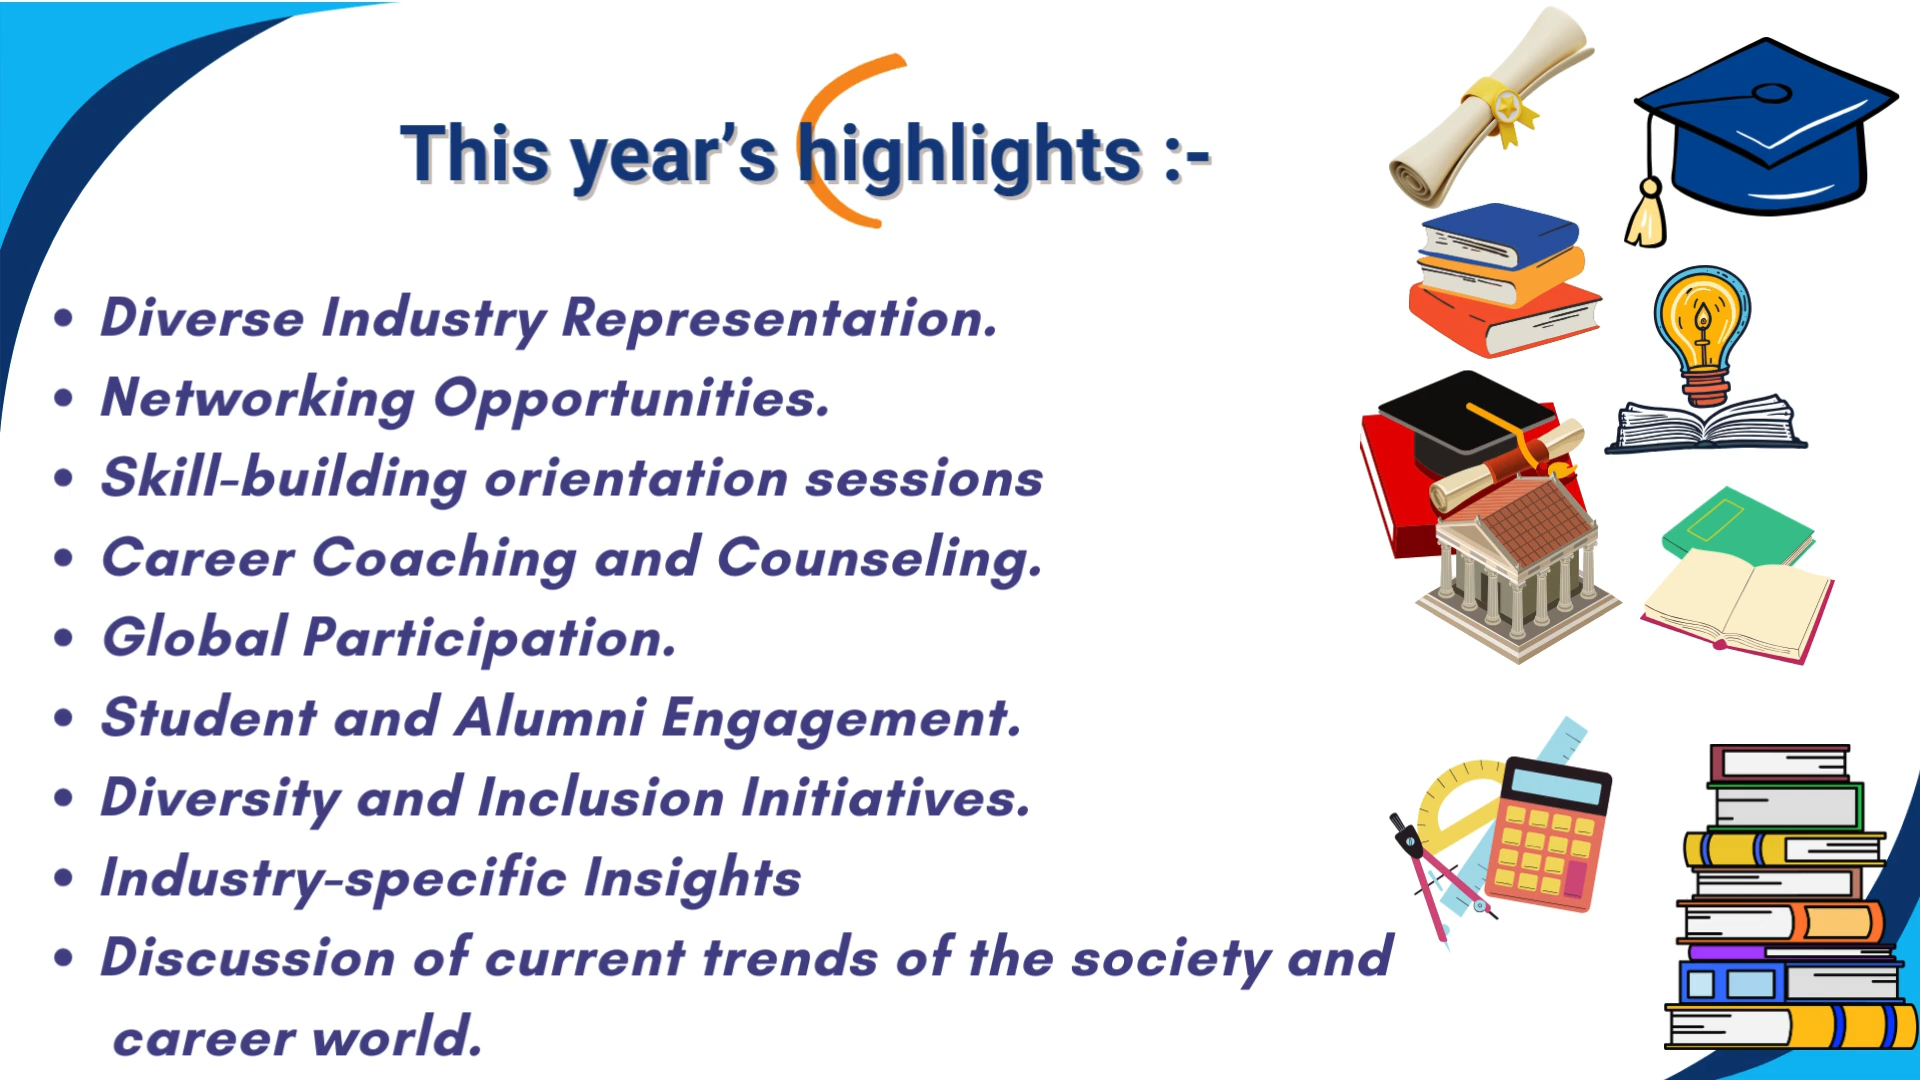 This year’s highlights :-
• Diverse Industry Representation.
• Networking Opportunities.
• Skill-building orientation sessions
• Career Coaching and Counseling.
• Global Participation.
• Student and Alumni Engagement.
• Diversity and Inclusion Initiatives.
• Industry-specific Insights
• Discussion of current trends of the society and
career world.